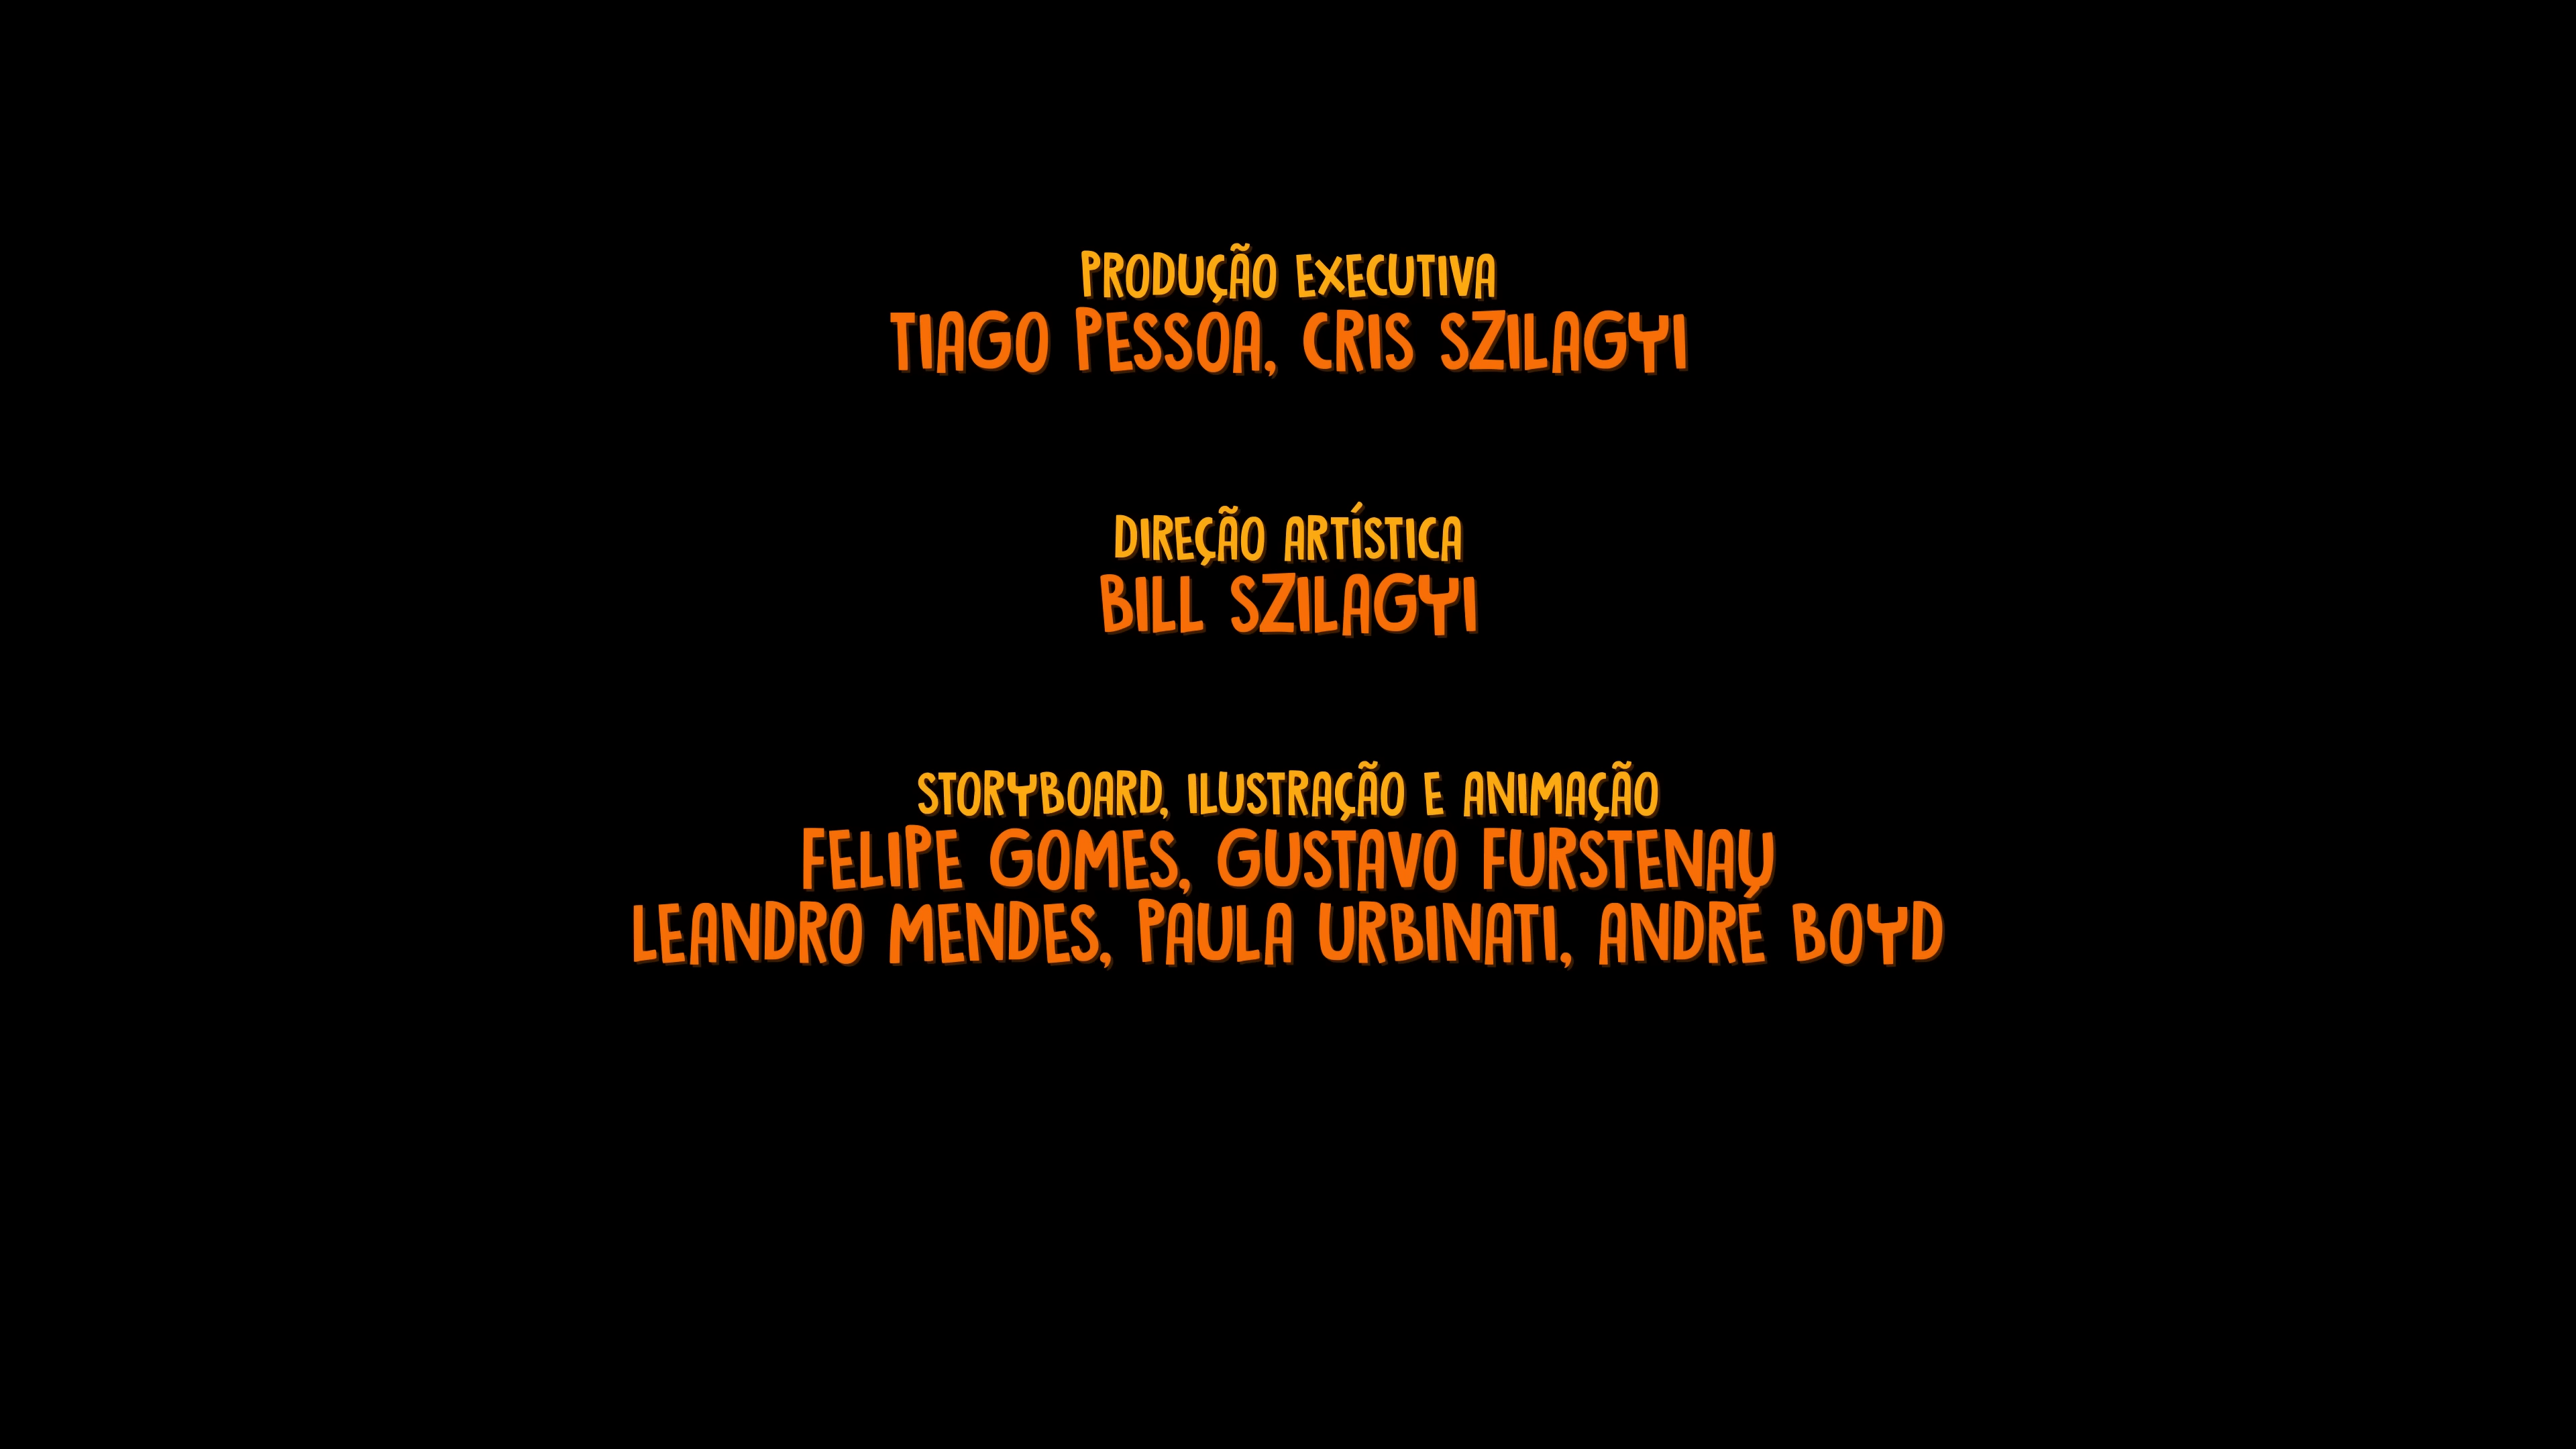 PRODUÇÃO EXECUTIVA
TIAGO PESSOA, CRIS SZILAGYI
DIREÇÃO ARTÍSTICA
BILL SZILAGYI
STORYBOARD, ILUSTRAÇÃO E ANIMAÇÃO
FELIPE GOMES, GUSTAVO FURSTENAU
LEANDRO MENDES, PAULA URBINATI, ANDRÉ BOYD